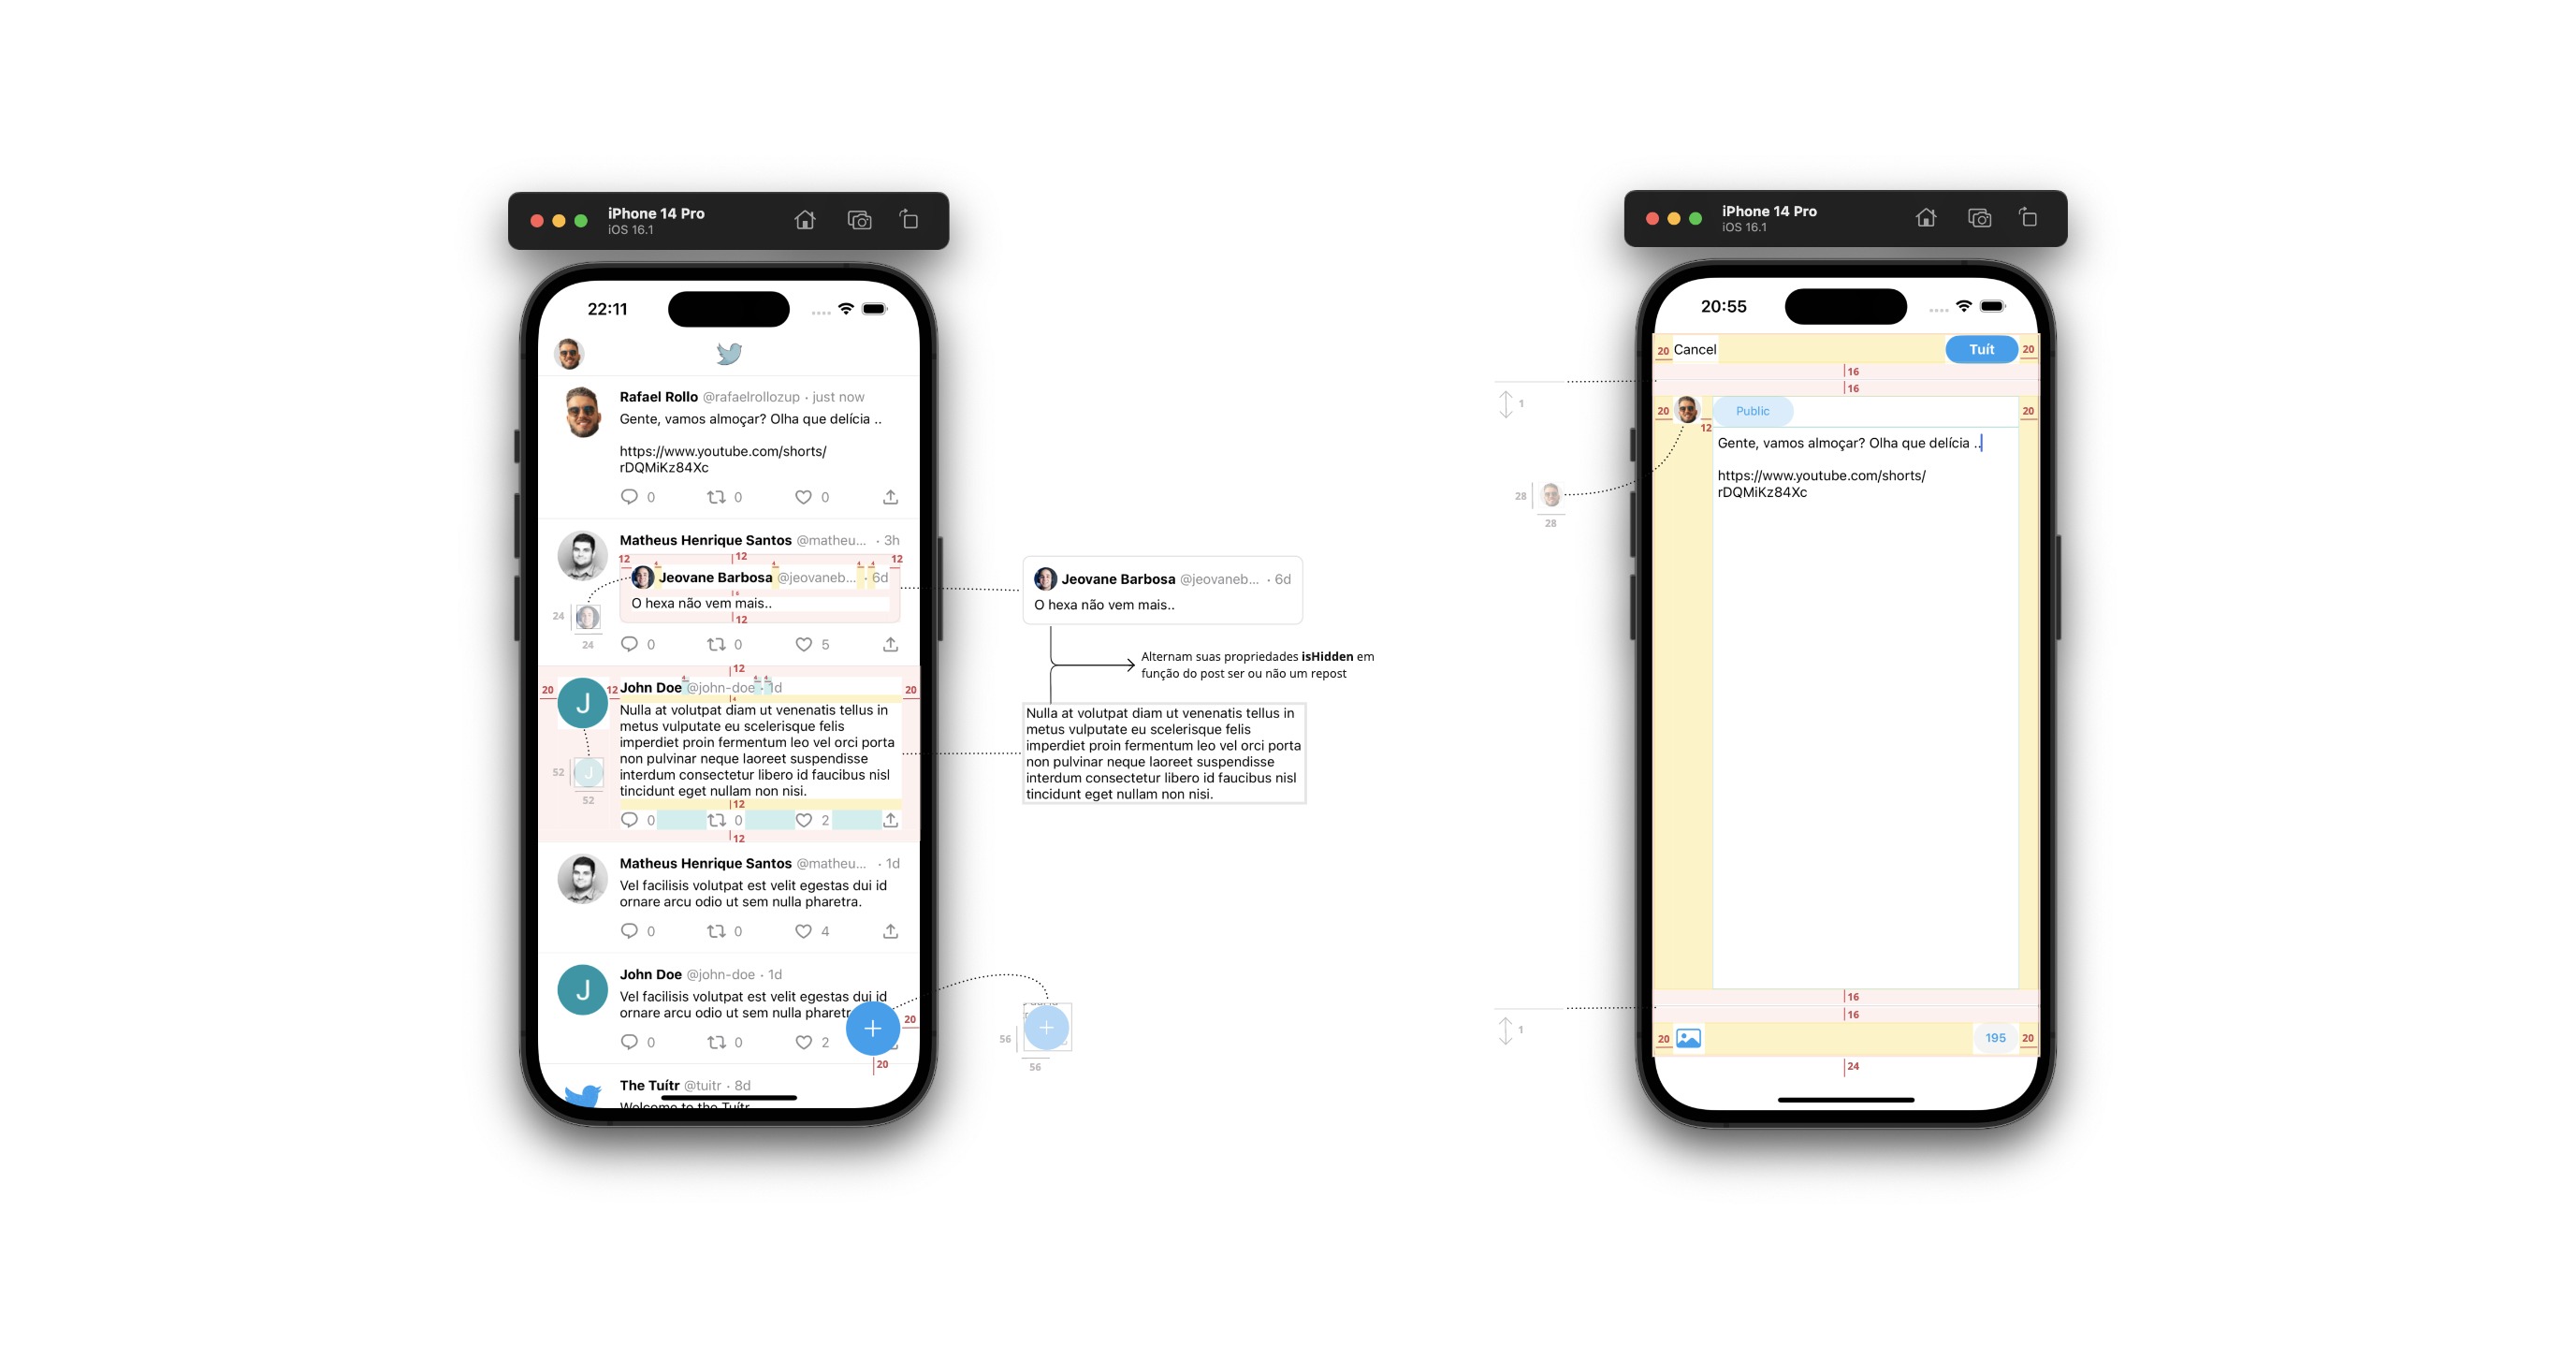 iPhone 14 Pro
iOS 16.1
22:11
Rafael Rollo @rafaelrollozup · just now
Gente, vamos almoçar? Olha que delícia ..
https://www.youtube.com/shorts/
rDQMiKz84Xc
0 0 0
Matheus Henrique Santos @matheu... · 3h
12 12 12
4 4 4 4
Jeovane Barbosa @jeovaneb... · 6d
O hexa não vem mais..
12
24
24
0 0 5
12
20 12 20
4 4 4
John Doe @john-doe · 1d
4
Nulla at volutpat diam ut venenatis tellus in
metus vulputate eu scelerisque felis
imperdiet proin fermentum leo vel orci porta
non pulvinar neque laoreet suspendisse
interdum consectetur libero id faucibus nisl
tincidunt eget nullam non nisi.
52
52
12
0 0 2
12
Matheus Henrique Santos @matheu... · 1d
Vel facilisis volutpat est velit egestas dui id
ornare arcu odio ut sem nulla pharetra.
0 0 4
John Doe @john-doe · 1d
Vel facilisis volutpat est velit egestas dui id
ornare arcu odio ut sem nulla pharetr
20
0 0 2
20
The Tuítr @tuitr · 8d
Welcome to the Tuítr
Jeovane Barbosa @jeovaneb... · 6d
O hexa não vem mais..
Alternam suas propriedades isHidden em
função do post ser ou não um repost
Nulla at volutpat diam ut venenatis tellus in
metus vulputate eu scelerisque felis
imperdiet proin fermentum leo vel orci porta
non pulvinar neque laoreet suspendisse
interdum consectetur libero id faucibus nisl
tincidunt eget nullam non nisi.
56
56
iPhone 14 Pro
iOS 16.1
20:55
20 Cancel Tuít 20
16
16
1
20 Public 20
12
Gente, vamos almoçar? Olha que delícia ..
https://www.youtube.com/shorts/
rDQMiKz84Xc
28
28
16
16
1
20 195 20
24